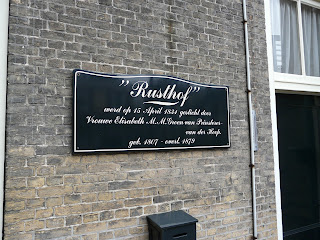 "Rusthof"
werd op 15 April 1834 gesticht door
Vrouwe Elisabeth M.M. Groen van Prinsterer-
van der Hoop.
geb. 1807 - overl. 1879